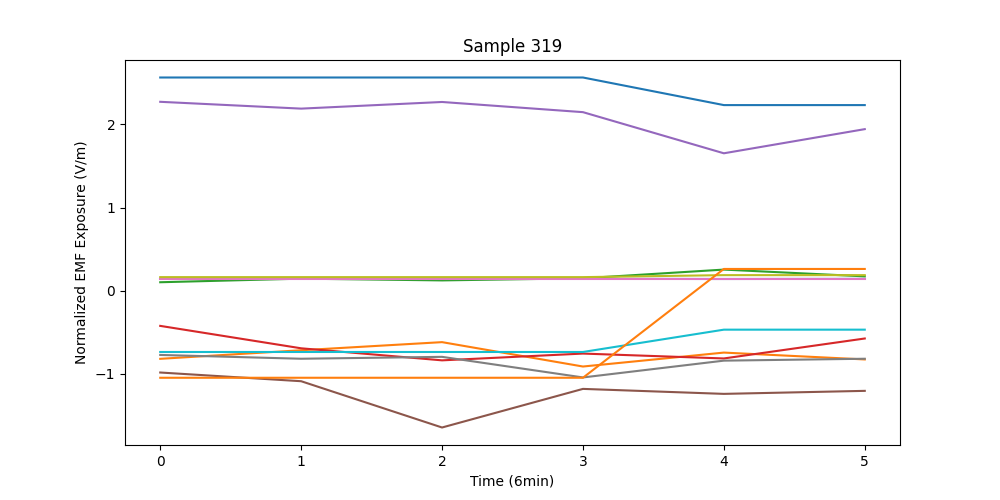 Sample 319
Normalized EMF Exposure (V/m)
2
1
0
−1
0 1 2 3 4 5
Time (6min)